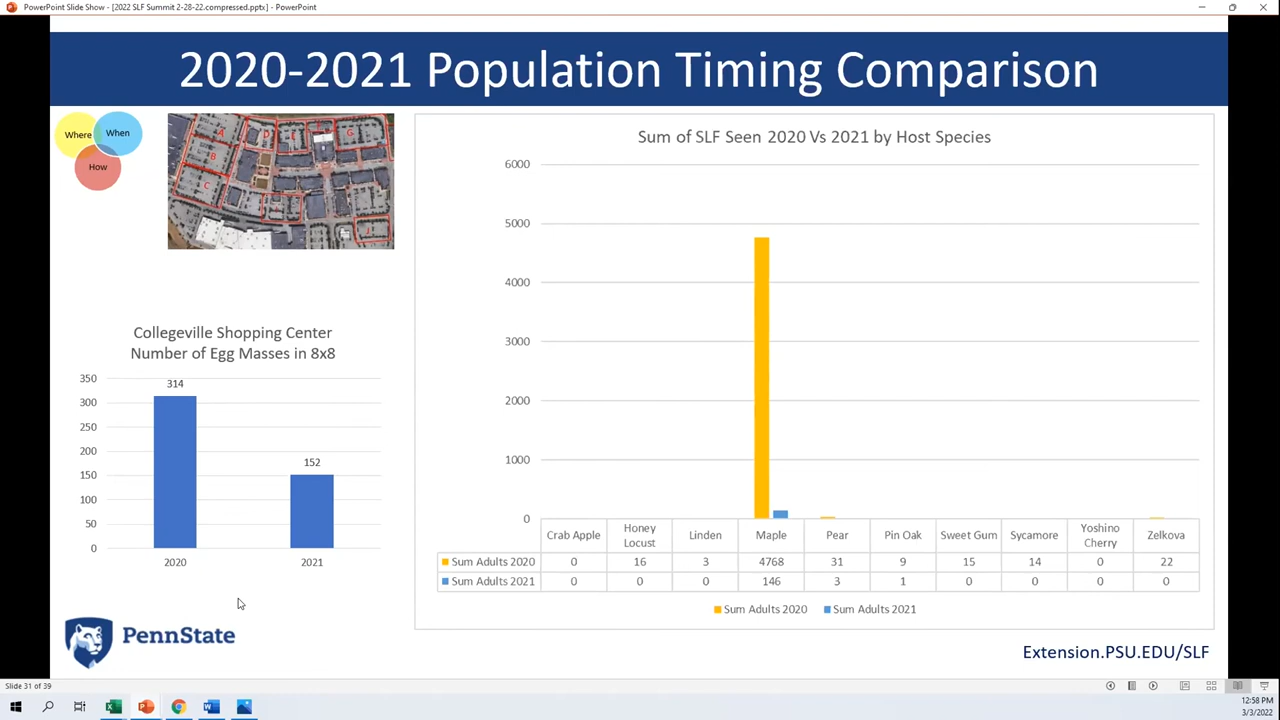 PowerPoint Slide Show - [2022 SLF Summit 2-28-22.compressed.pptx] - PowerPoint
2020-2021 Population Timing Comparison
Where
When
How
A
B
C
D
G
J
Collegeville Shopping Center
Number of Egg Masses in 8x8
350
300
250
200
150
100
50
0
314
152
2020
2021
PennState
Sum of SLF Seen 2020 Vs 2021 by Host Species
6000
5000
4000
3000
2000
1000
0
Crab Apple
Honey Locust
Linden
Maple
Pear
Pin Oak
Sweet Gum
Sycamore
Yoshino Cherry
Zelkova
Sum Adults 2020 0 16 3 4768 31 9 15 14 0 22
Sum Adults 2021 0 0 0 146 3 1 0 0 0 0
Sum Adults 2020 Sum Adults 2021
Extension.PSU.EDU/SLF
Slide 31 of 39
12:58 PM
3/3/2022